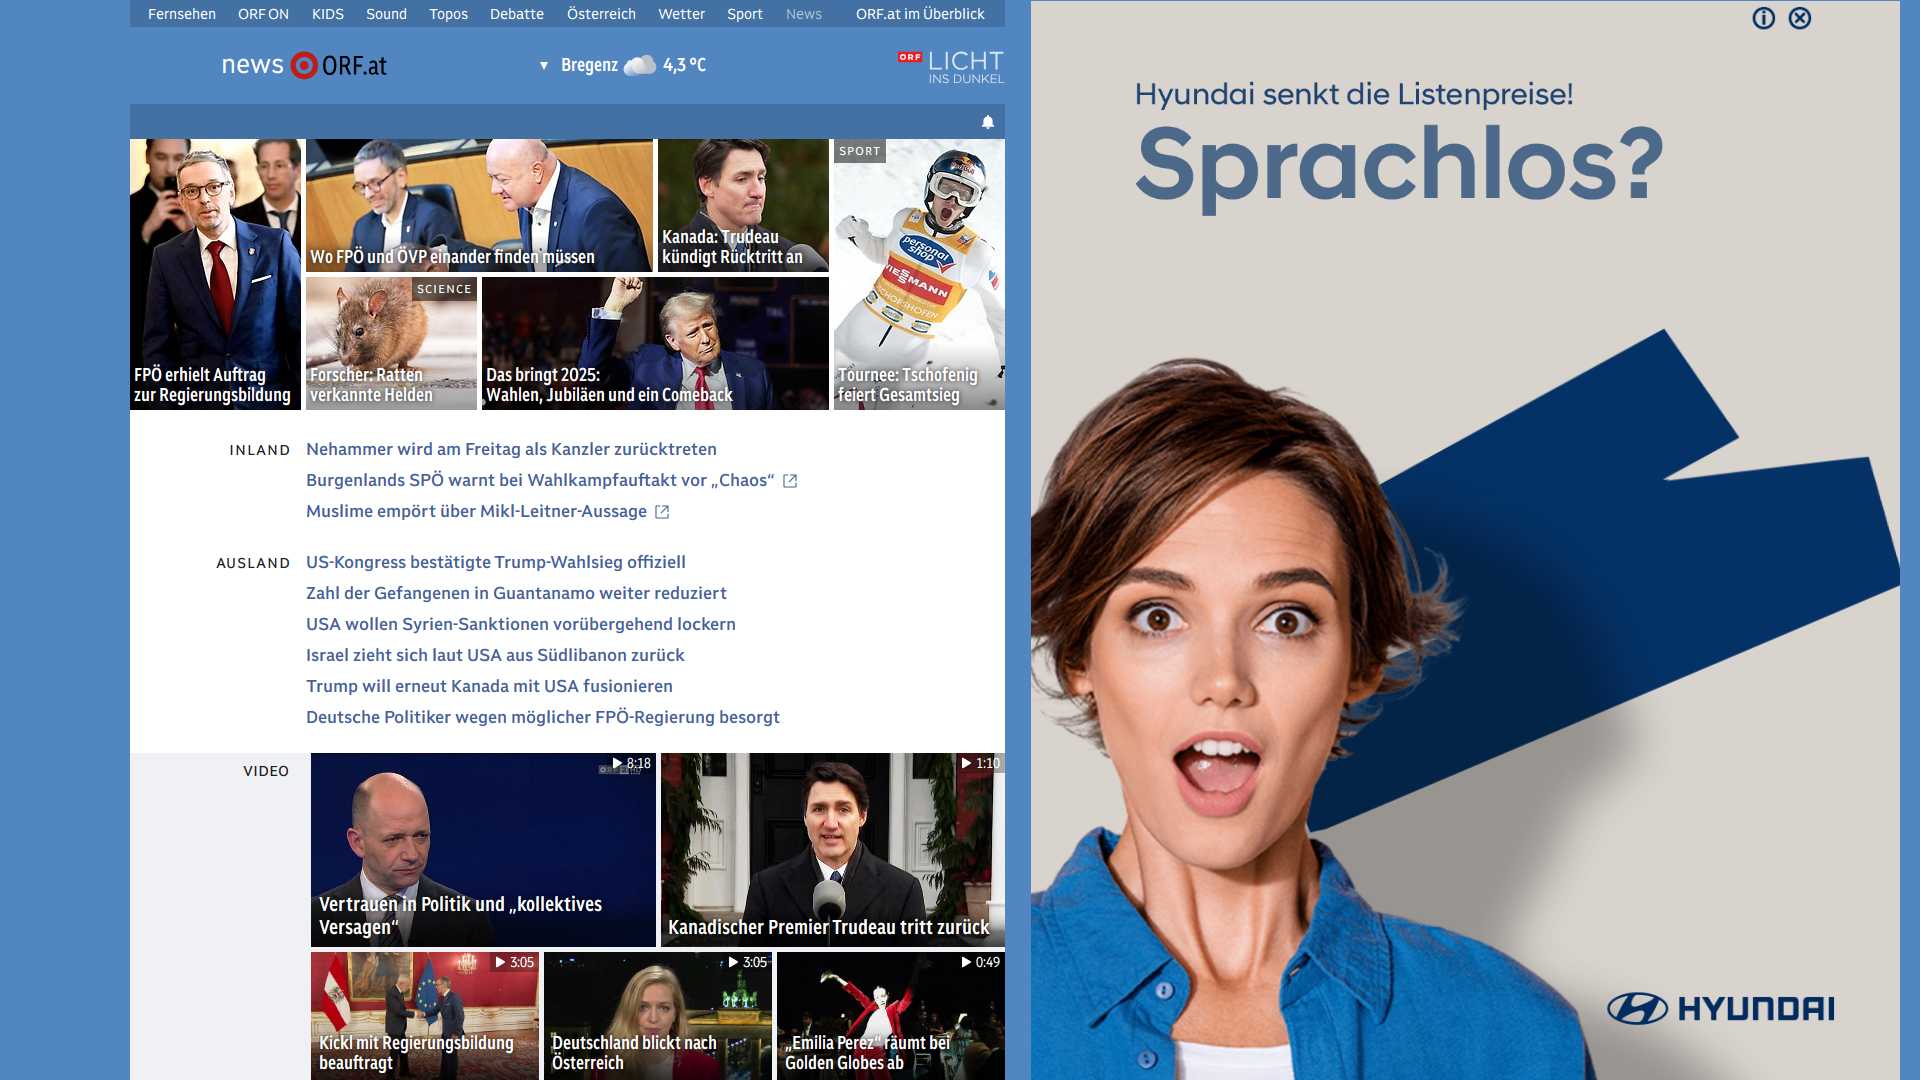 Fernsehen ORF ON KIDS Sound Topos Debatte Österreich Wetter Sport News ORF.at im Überblick
news ORF.at
Bregenz 4,3 °C
ORF LICHT
INS DUNKEL
FPÖ erhielt Auftrag
zur Regierungsbildung
Wo FPÖ und ÖVP einander finden müssen
Kanada: Trudeau
kündigt Rücktritt an
SPORT
personal
shop
VIESSMANN
BISCHOFSHOFEN
Tournee: Tschofenig
feiert Gesamtsieg
SCIENCE
Forscher: Ratten
verkannte Helden
Das bringt 2025:
Wahlen, Jubiläen und ein Comeback
INLAND
Nehammer wird am Freitag als Kanzler zurücktreten
Burgenlands SPÖ warnt bei Wahlkampfauftakt vor „Chaos“
Muslime empört über Mikl-Leitner-Aussage
AUSLAND
US-Kongress bestätigte Trump-Wahlsieg offiziell
Zahl der Gefangenen in Guantanamo weiter reduziert
USA wollen Syrien-Sanktionen vorübergehend lockern
Israel zieht sich laut USA aus Südlibanon zurück
Trump will erneut Kanada mit USA fusionieren
Deutsche Politiker wegen möglicher FPÖ-Regierung besorgt
VIDEO
8:18
Vertrauen in Politik und „kollektives
Versagen“
1:10
Kanadischer Premier Trudeau tritt zurück
3:05
Kickl mit Regierungsbildung
beauftragt
3:05
Deutschland blickt nach
Österreich
0:49
„Emilia Perez“ räumt bei
Golden Globes ab
Hyundai senkt die Listenpreise!
Sprachlos?
HYUNDAI